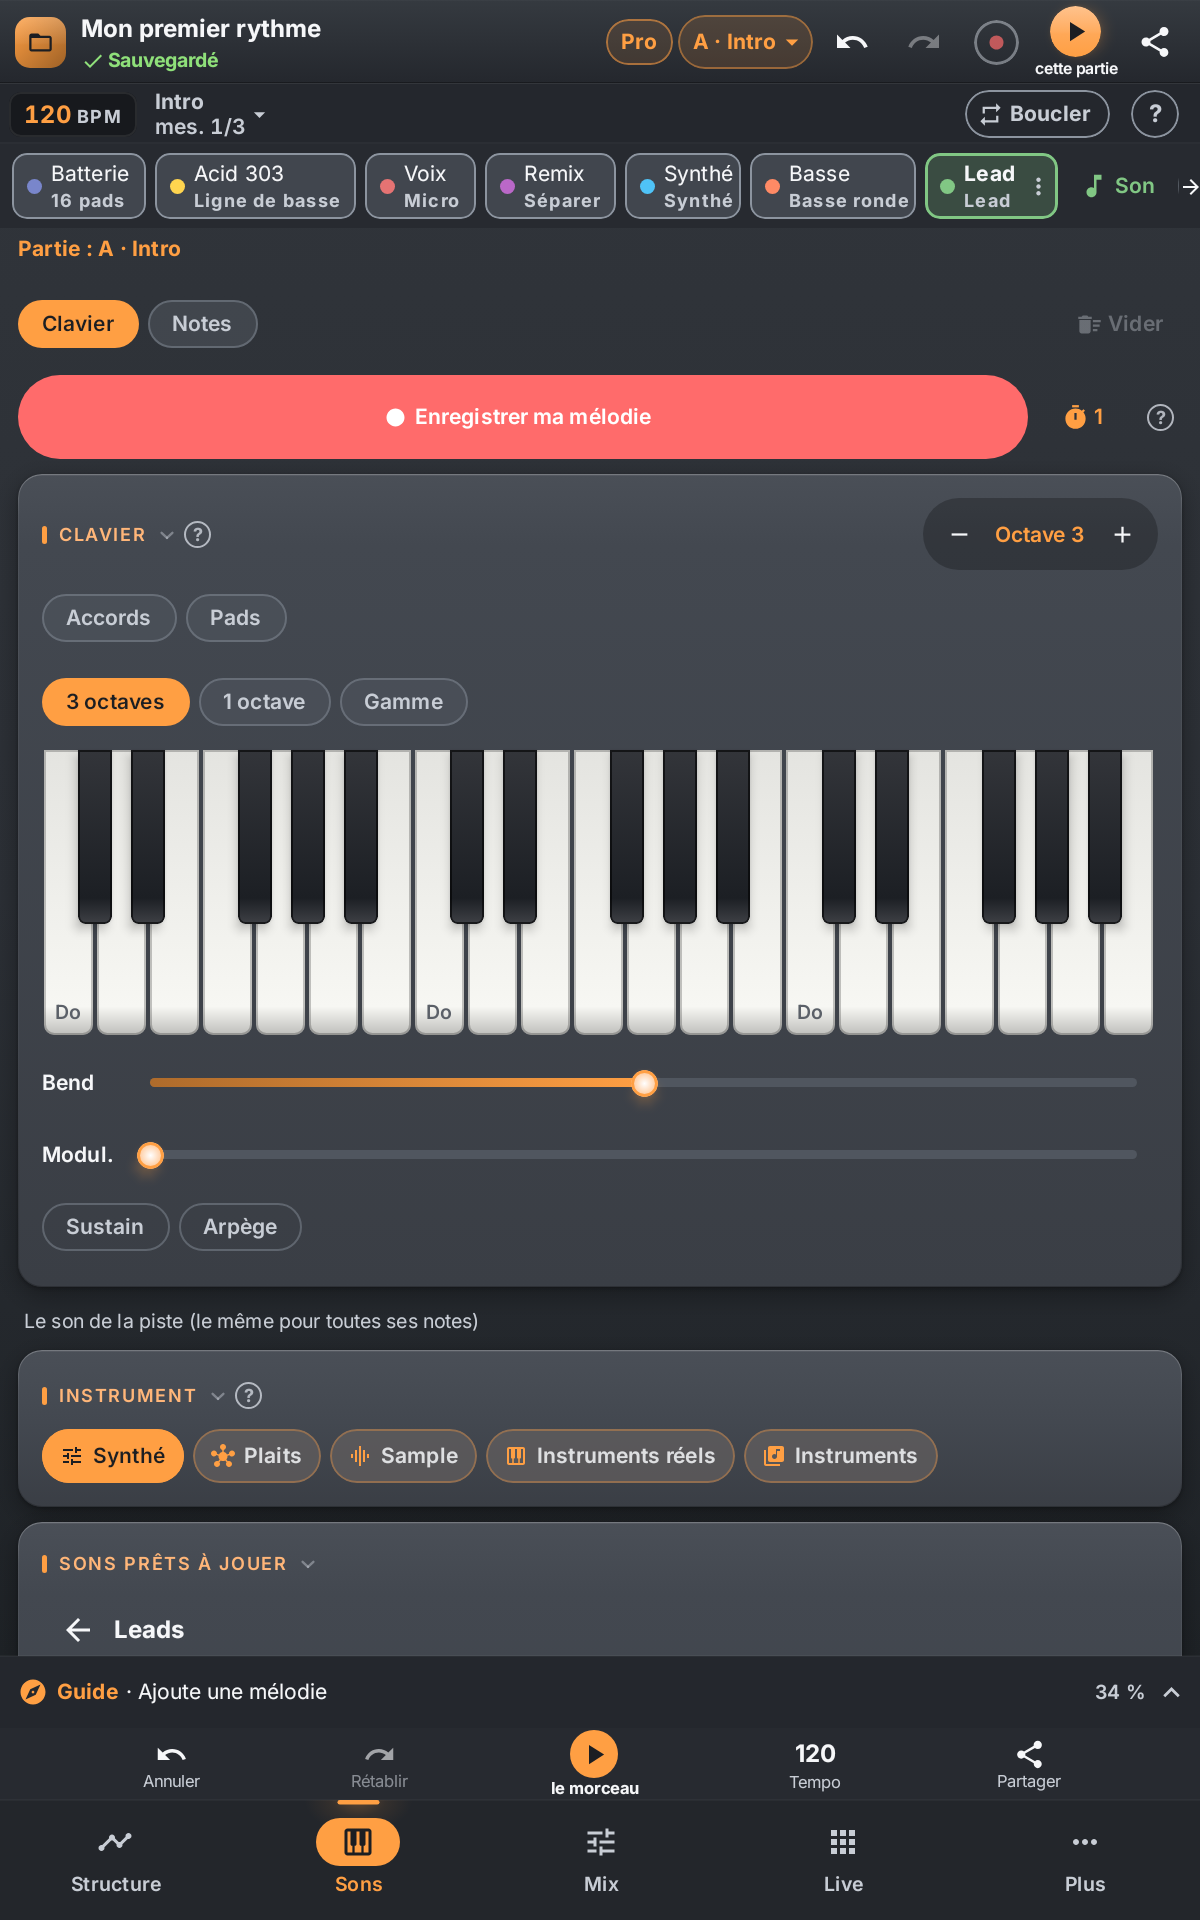 Mon premier rythme
Sauvegardé
Pro
A · Intro
cette partie
120 BPM
Intro
mes. 1/3
Boucler
?
Batterie
16 pads
Acid 303
Ligne de basse
Voix
Micro
Remix
Séparer
Synthé
Synthé
Basse
Basse ronde
Lead
Lead
Son
Partie : A · Intro
Clavier
Notes
Vider
Enregistrer ma mélodie
1
?
CLAVIER
?
Octave 3
Accords
Pads
3 octaves
1 octave
Gamme
Do
Do
Do
Bend
Modul.
Sustain
Arpège
Le son de la piste (le même pour toutes ses notes)
INSTRUMENT
?
Synthé
Plaits
Sample
Instruments réels
Instruments
SONS PRÊTS À JOUER
Leads
Guide · Ajoute une mélodie
34 %
Annuler
Rétablir
le morceau
120
Tempo
Partager
Structure
Sons
Mix
Live
Plus